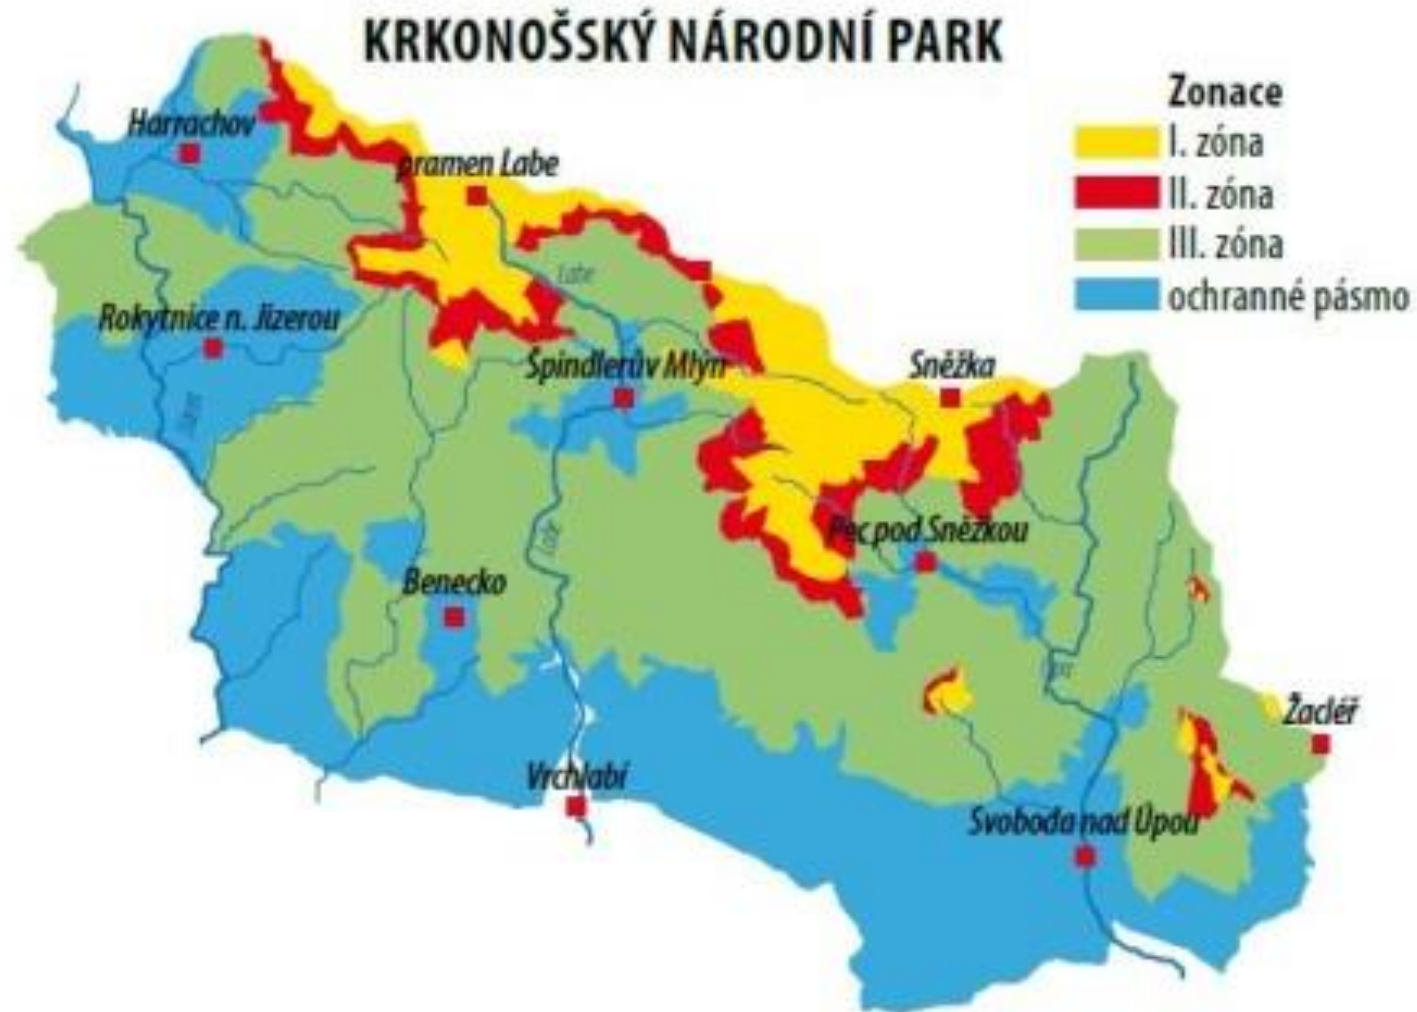 KRKONOŠSKÝ NÁRODNÍ PARK
Zonace
I. zóna
II. zóna
III. zóna
ochranné pásmo
Harrachov
pramen Labe
Labe
Rokytnice n. Jizerou
Špindlerův Mlýn
Sněžka
Labe
Pec pod Sněžkou
Benecko
Žacléř
Vrchlabí
Svoboda nad Úpou